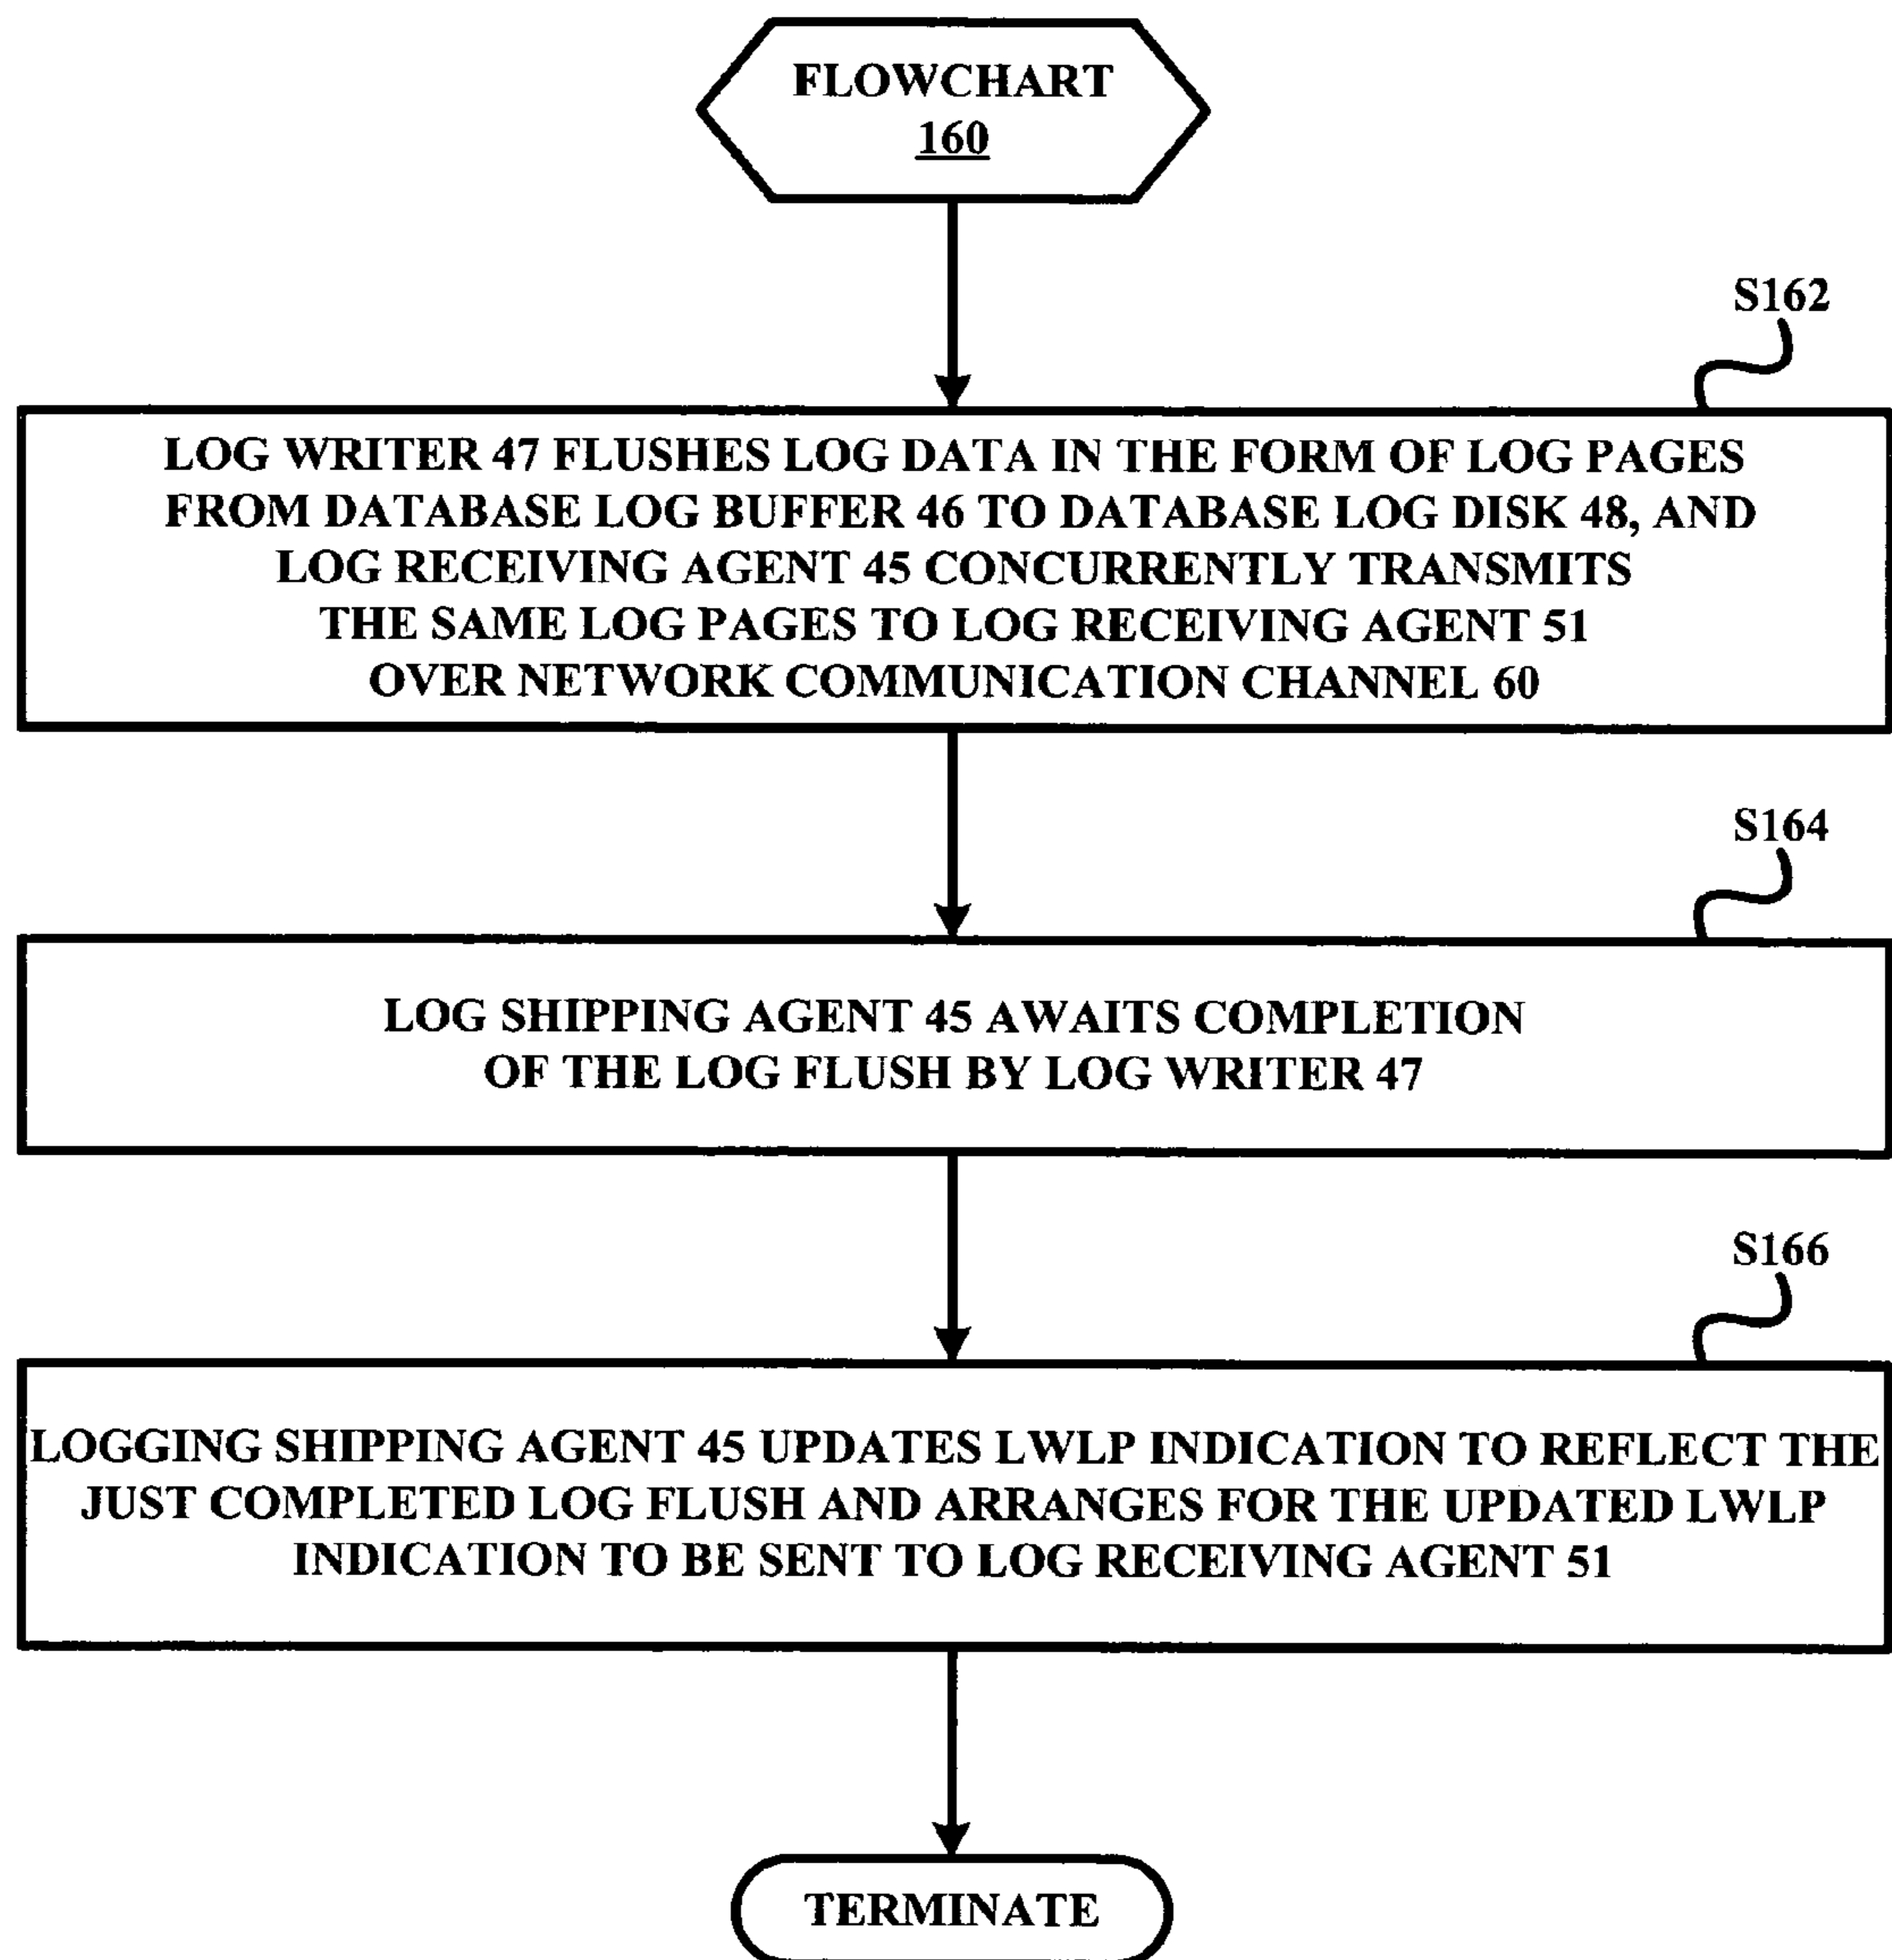 FLOWCHART
160
S162
LOG WRITER 47 FLUSHES LOG DATA IN THE FORM OF LOG PAGES
FROM DATABASE LOG BUFFER 46 TO DATABASE LOG DISK 48, AND
LOG RECEIVING AGENT 45 CONCURRENTLY TRANSMITS
THE SAME LOG PAGES TO LOG RECEIVING AGENT 51
OVER NETWORK COMMUNICATION CHANNEL 60
S164
LOG SHIPPING AGENT 45 AWAITS COMPLETION
OF THE LOG FLUSH BY LOG WRITER 47
S166
LOGGING SHIPPING AGENT 45 UPDATES LWLP INDICATION TO REFLECT THE
JUST COMPLETED LOG FLUSH AND ARRANGES FOR THE UPDATED LWLP
INDICATION TO BE SENT TO LOG RECEIVING AGENT 51
TERMINATE